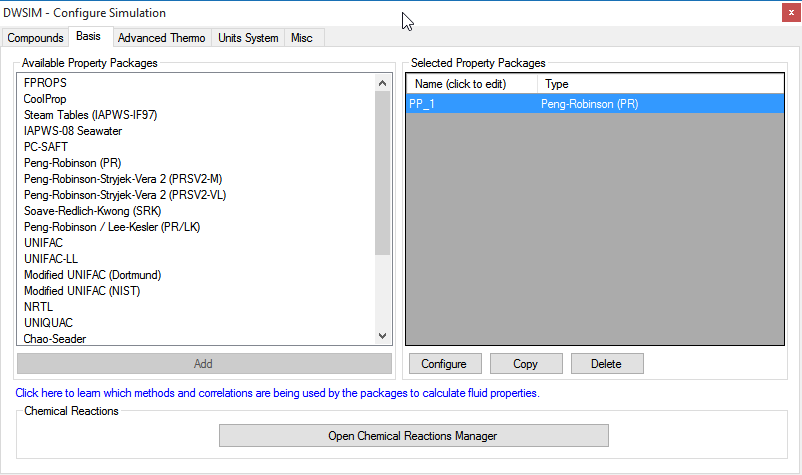 DWSIM - Configure Simulation
x
Compounds Basis Advanced Thermo Units System Misc
Available Property Packages
FPROPS
CoolProp
Steam Tables (IAPWS-IF97)
IAPWS-08 Seawater
PC-SAFT
Peng-Robinson (PR)
Peng-Robinson-Stryjek-Vera 2 (PRSV2-M)
Peng-Robinson-Stryjek-Vera 2 (PRSV2-VL)
Soave-Redlich-Kwong (SRK)
Peng-Robinson / Lee-Kesler (PR/LK)
UNIFAC
UNIFAC-LL
Modified UNIFAC (Dortmund)
Modified UNIFAC (NIST)
NRTL
UNIQUAC
Chao-Seader
Add
Selected Property Packages
Name (click to edit) Type
PP_1 Peng-Robinson (PR)
Configure Copy Delete
Click here to learn which methods and correlations are being used by the packages to calculate fluid properties.
Chemical Reactions
Open Chemical Reactions Manager